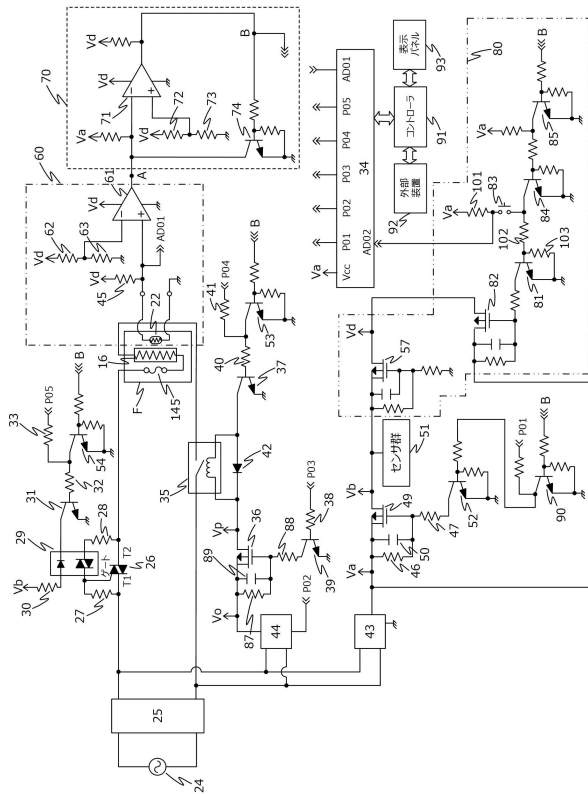 24
25
43
44
26
27
28
29
30
31
32
33
54
Vb
T1
T2
ゲート
P05
B
Vo
Vp
87
89
36
88
39
38
P03
P02
35
42
37
40
41
P04
53
B
F
145
16
22
45
Vd
62
63
Vd
60
61
Vd
AD01
A
70
Va
71
Vd
72
Vd
73
74
Vd
B
Va
46
50
47
49
52
Vb
センサ群
51
P01
90
B
57
Vd
82
81
103
102
101
Va
83
84
85
Va
B
80
Va
Vcc
34
P01
P02
P03
P04
P05
AD01
AD02
外部装置
92
コントローラ
91
表示パネル
93